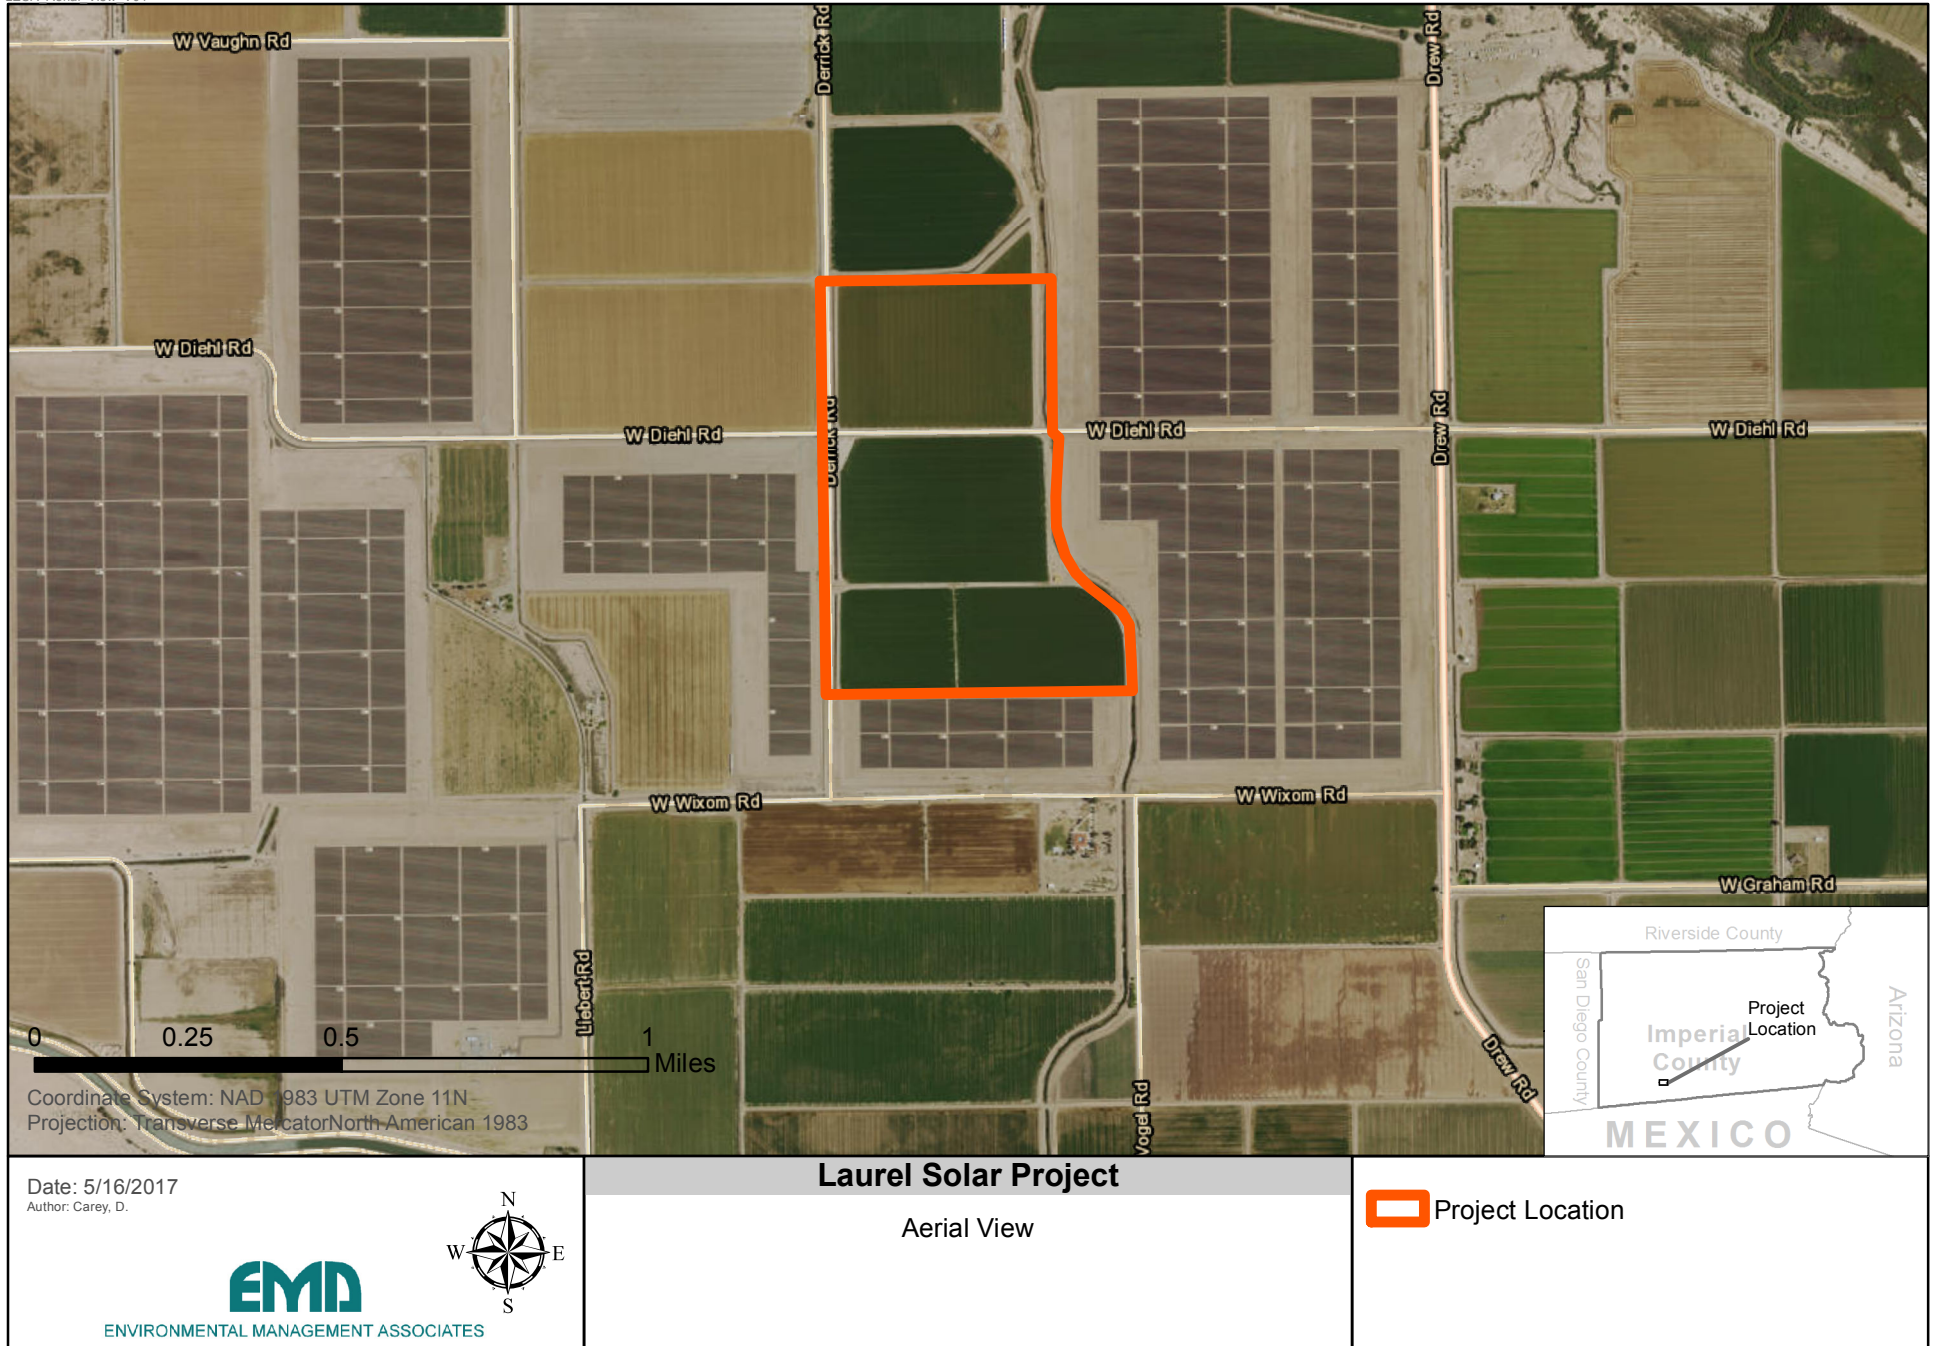 W Vaughn Rd
Derrick Rd
Drew Rd
W Diehl Rd
W Diehl Rd
Derrick Rd
W Diehl Rd
Drew Rd
W Diehl Rd
W Wixom Rd
W Wixom Rd
W Graham Rd
Liebert Rd
Vogel Rd
Drew Rd
0 0.25 0.5 1
Miles
Coordinate System: NAD 1983 UTM Zone 11N
Projection: Transverse MercatorNorth American 1983
Riverside County
San Diego County
Imperial
County
Project
Location
Arizona
MEXICO
Date: 5/16/2017
Author: Carey, D.
N
W E
S
EMA
ENVIRONMENTAL MANAGEMENT ASSOCIATES
Laurel Solar Project
Aerial View
Project Location